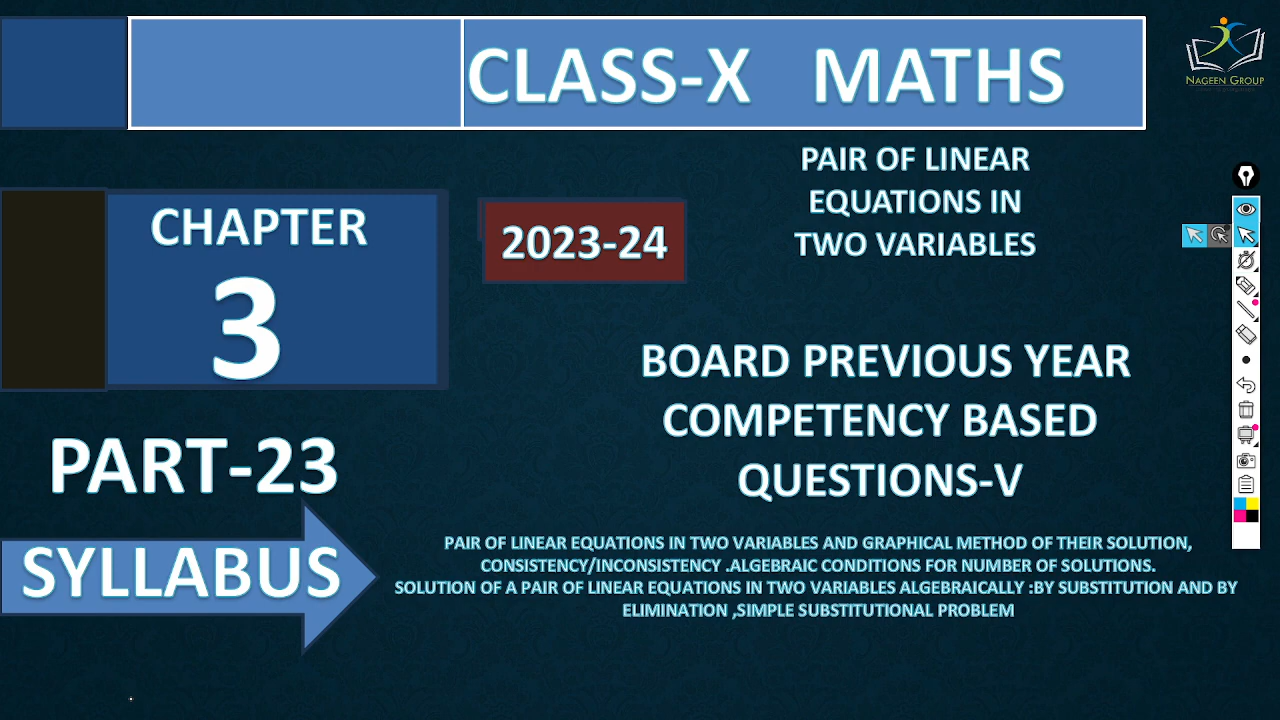 CLASS-X MATHS
NAGEEN GROUP
PAIR OF LINEAR
EQUATIONS IN
TWO VARIABLES
CHAPTER
3
2023-24
BOARD PREVIOUS YEAR
COMPETENCY BASED
QUESTIONS-V
PART-23
SYLLABUS
PAIR OF LINEAR EQUATIONS IN TWO VARIABLES AND GRAPHICAL METHOD OF THEIR SOLUTION,
CONSISTENCY/INCONSISTENCY .ALGEBRAIC CONDITIONS FOR NUMBER OF SOLUTIONS.
SOLUTION OF A PAIR OF LINEAR EQUATIONS IN TWO VARIABLES ALGEBRAICALLY :BY SUBSTITUTION AND BY
ELIMINATION ,SIMPLE SUBSTITUTIONAL PROBLEM